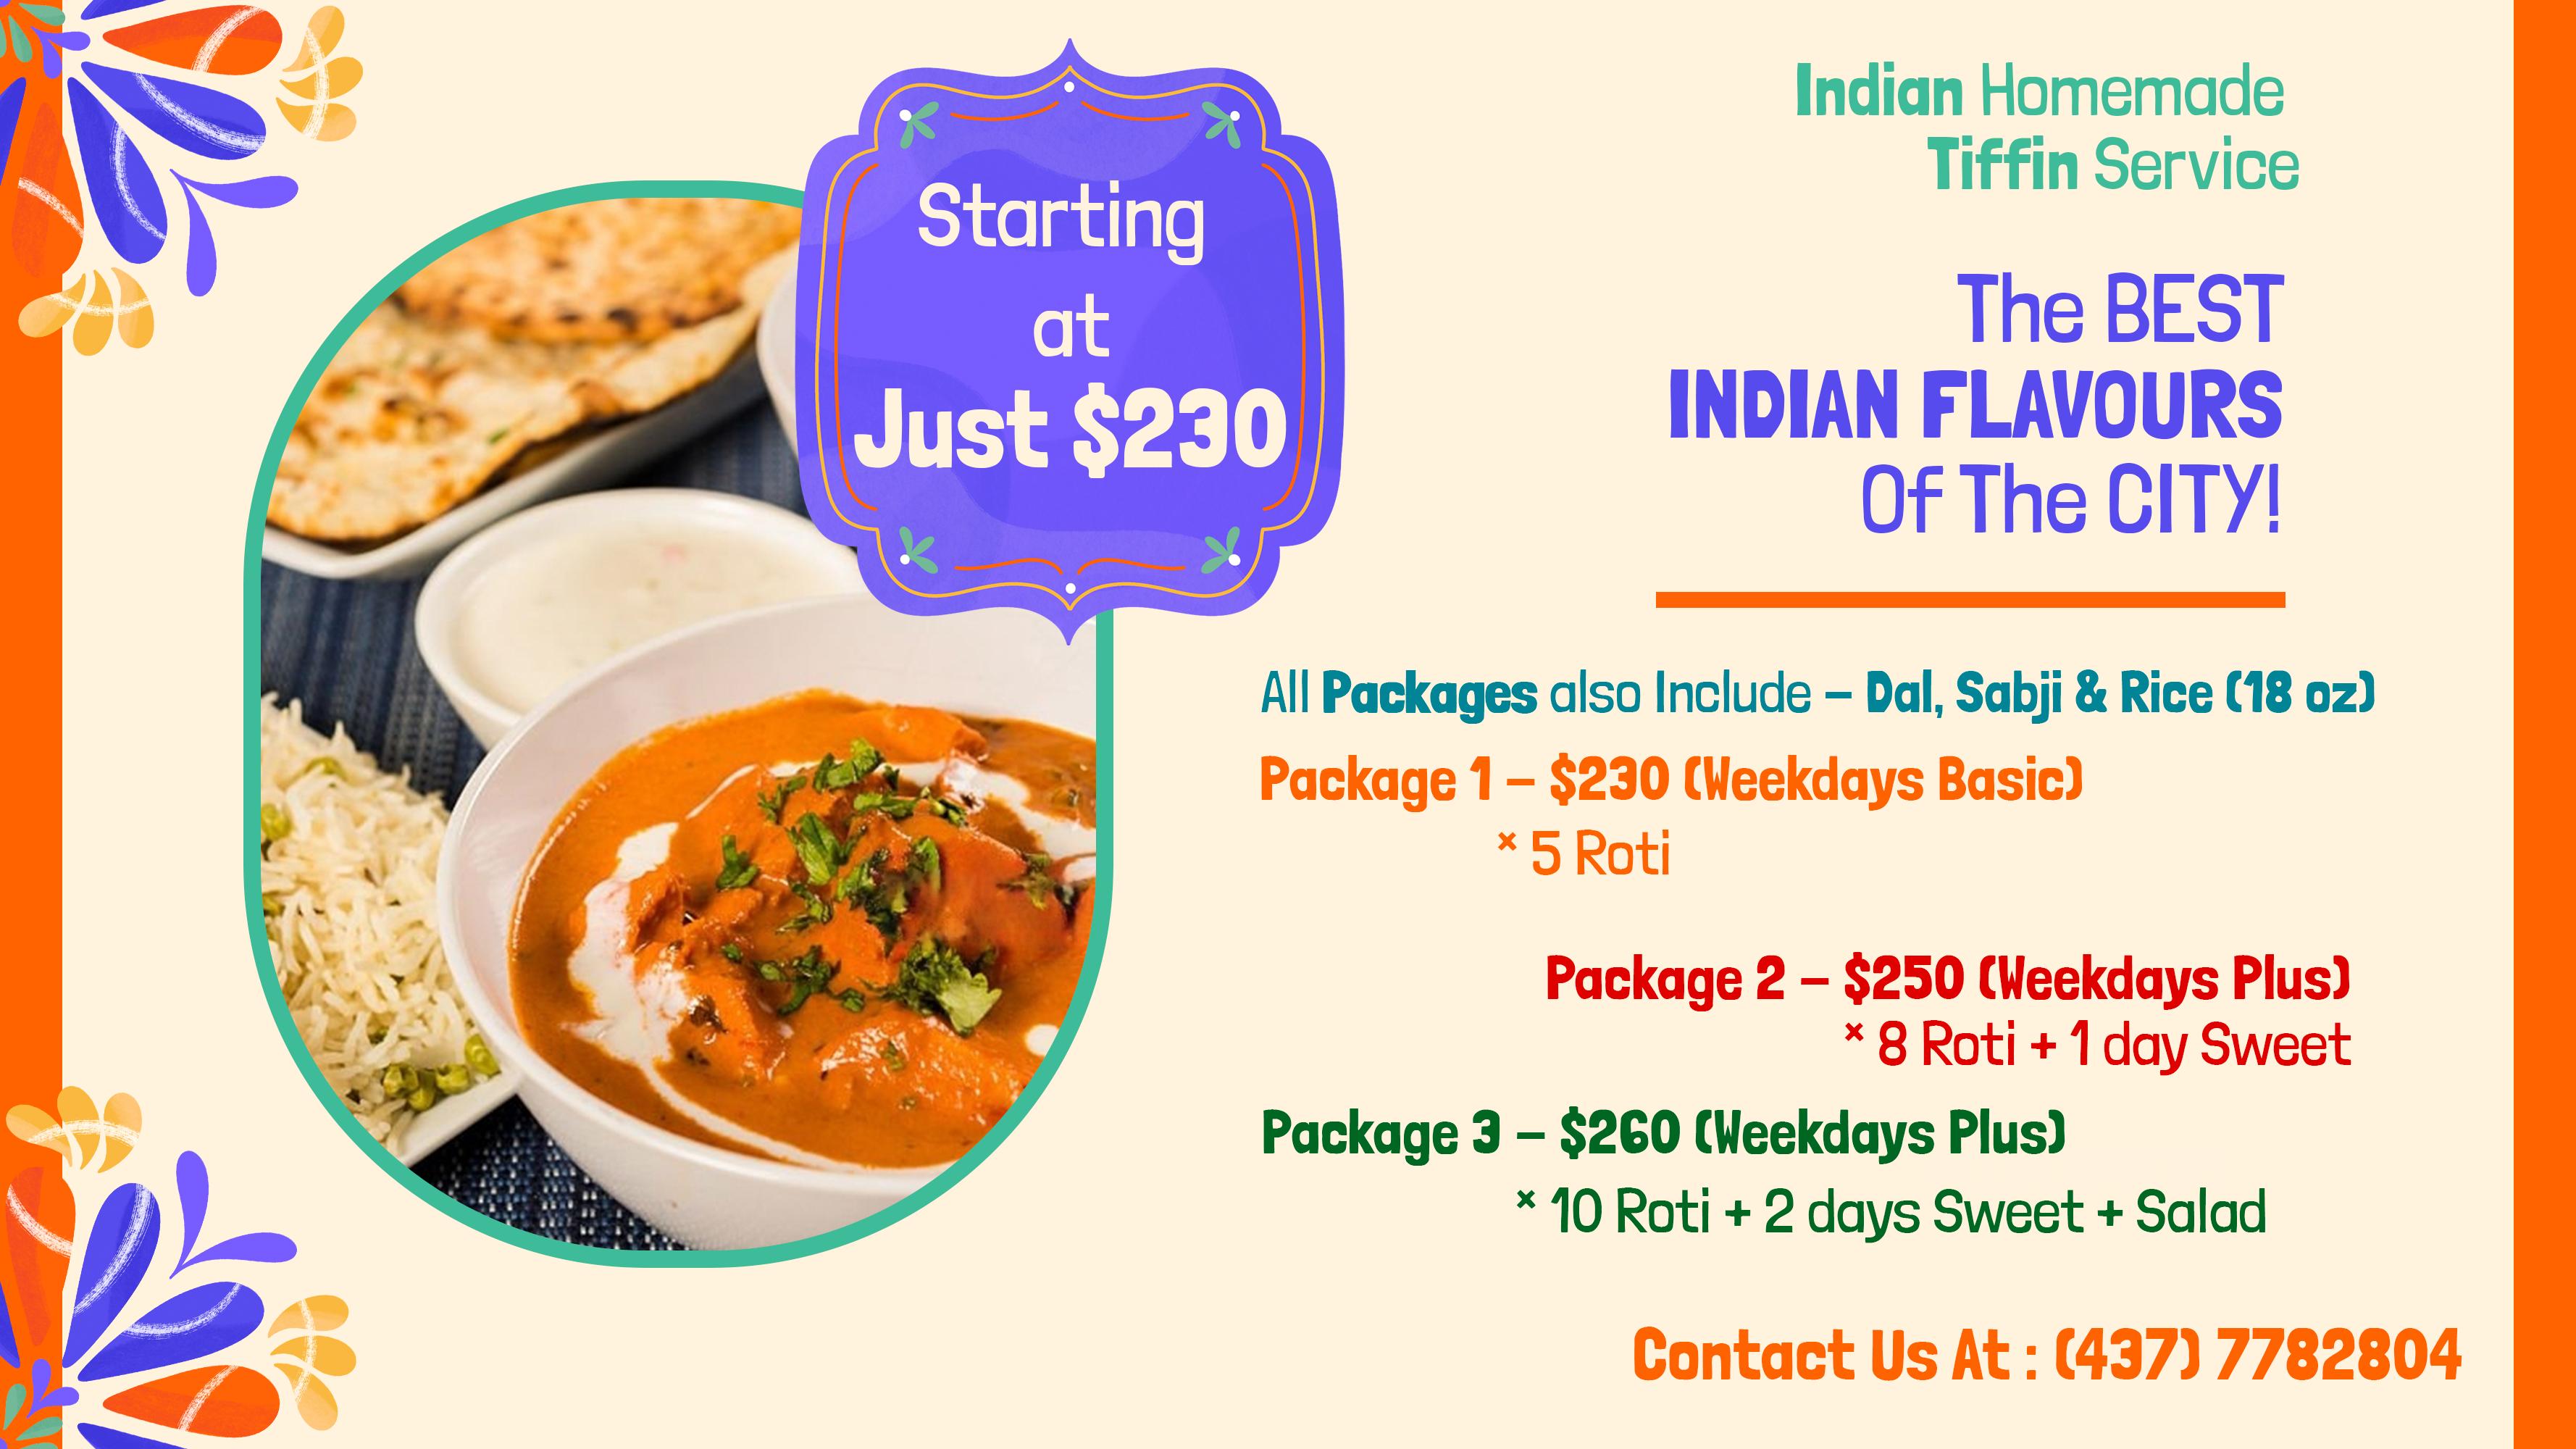 Starting
at
Just $230
Indian Homemade
Tiffin Service
The BEST
INDIAN FLAVOURS
Of The CITY!
All Packages also Include – Dal, Sabji & Rice (18 oz)
Package 1 – $230 (Weekdays Basic)
* 5 Roti
Package 2 – $250 (Weekdays Plus)
* 8 Roti + 1 day Sweet
Package 3 – $260 (Weekdays Plus)
* 10 Roti + 2 days Sweet + Salad
Contact Us At : (437) 7782804